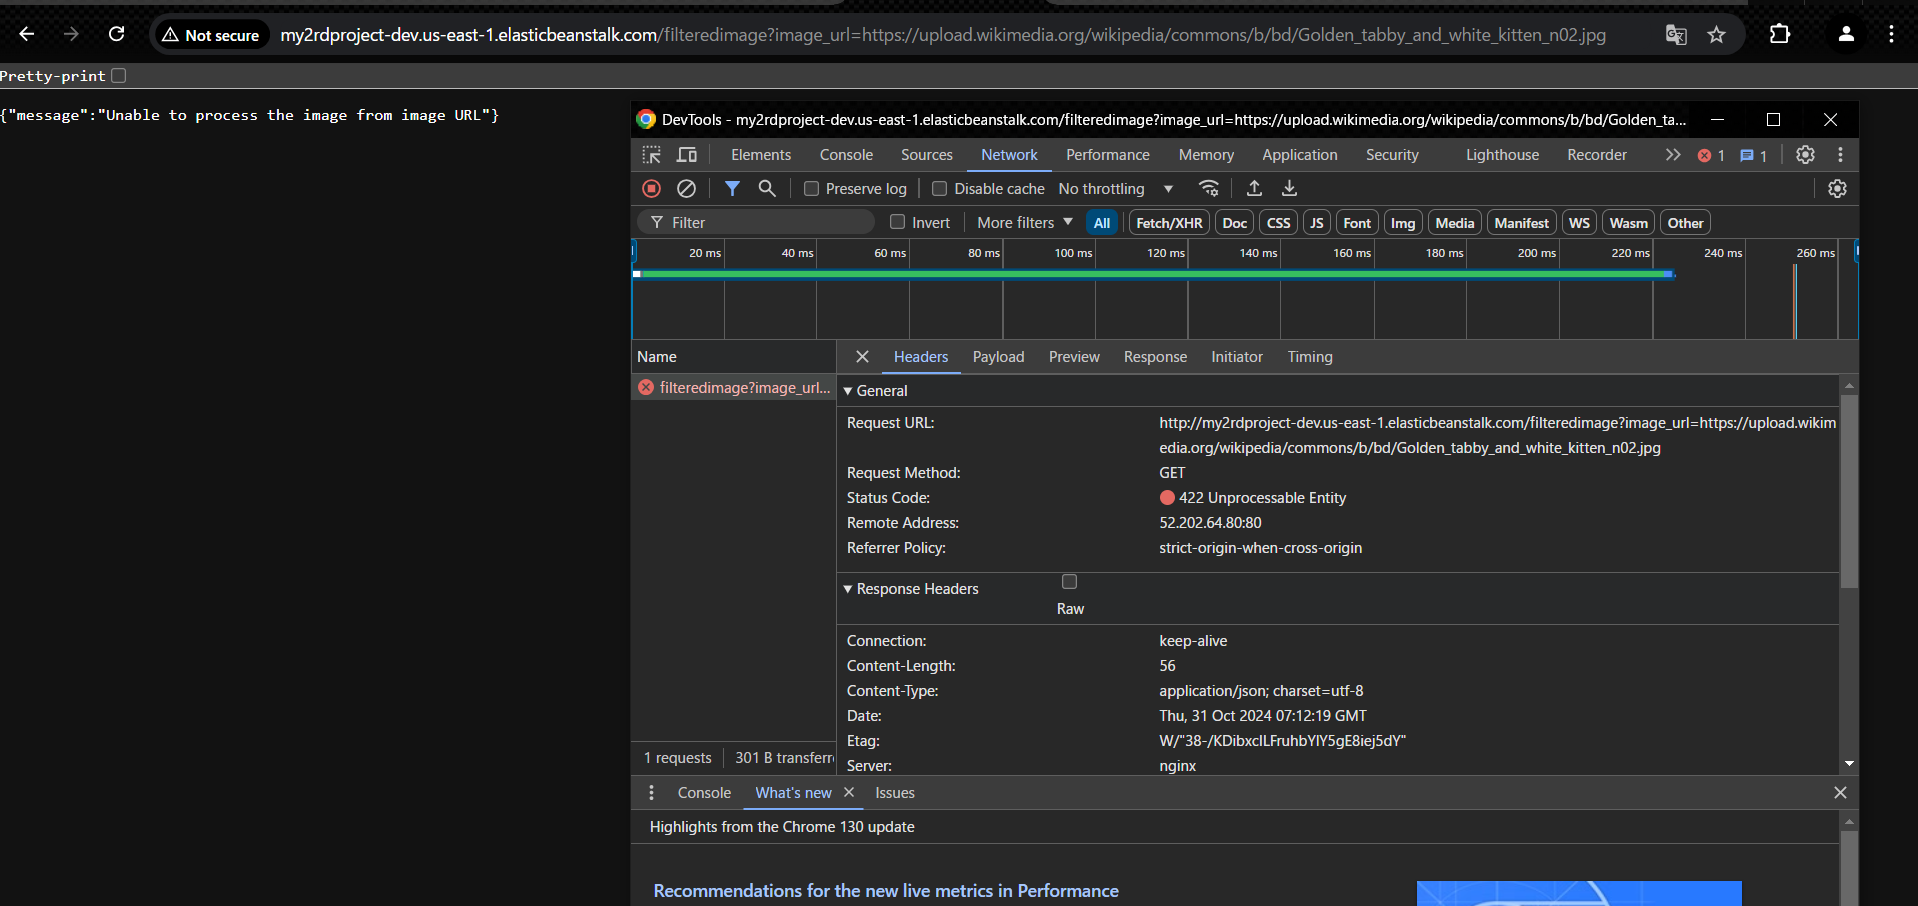 Not secure my2rdproject-dev.us-east-1.elasticbeanstalk.com/filteredimage?image_url=https://upload.wikimedia.org/wikipedia/commons/b/bd/Golden_tabby_and_white_kitten_n02.jpg
Pretty-print
{"message":"Unable to process the image from image URL"}
DevTools - my2rdproject-dev.us-east-1.elasticbeanstalk.com/filteredimage?image_url=https://upload.wikimedia.org/wikipedia/commons/b/bd/Golden_ta...
Elements Console Sources Network Performance Memory Application Security Lighthouse Recorder 1 1
Preserve log Disable cache No throttling
Filter Invert More filters All Fetch/XHR Doc CSS JS Font Img Media Manifest WS Wasm Other
20 ms 40 ms 60 ms 80 ms 100 ms 120 ms 140 ms 160 ms 180 ms 200 ms 220 ms 240 ms 260 ms
Name Headers Payload Preview Response Initiator Timing
filteredimage?image_url... General
Request URL: http://my2rdproject-dev.us-east-1.elasticbeanstalk.com/filteredimage?image_url=https://upload.wikim
edia.org/wikipedia/commons/b/bd/Golden_tabby_and_white_kitten_n02.jpg
Request Method: GET
Status Code: 422 Unprocessable Entity
Remote Address: 52.202.64.80:80
Referrer Policy: strict-origin-when-cross-origin
Response Headers
Raw
Connection: keep-alive
Content-Length: 56
Content-Type: application/json; charset=utf-8
Date: Thu, 31 Oct 2024 07:12:19 GMT
Etag:
1 requests 301 B transferre
Server: nginx
Console What's new Issues
Highlights from the Chrome 130 update
Recommendations for the new live metrics in Performance